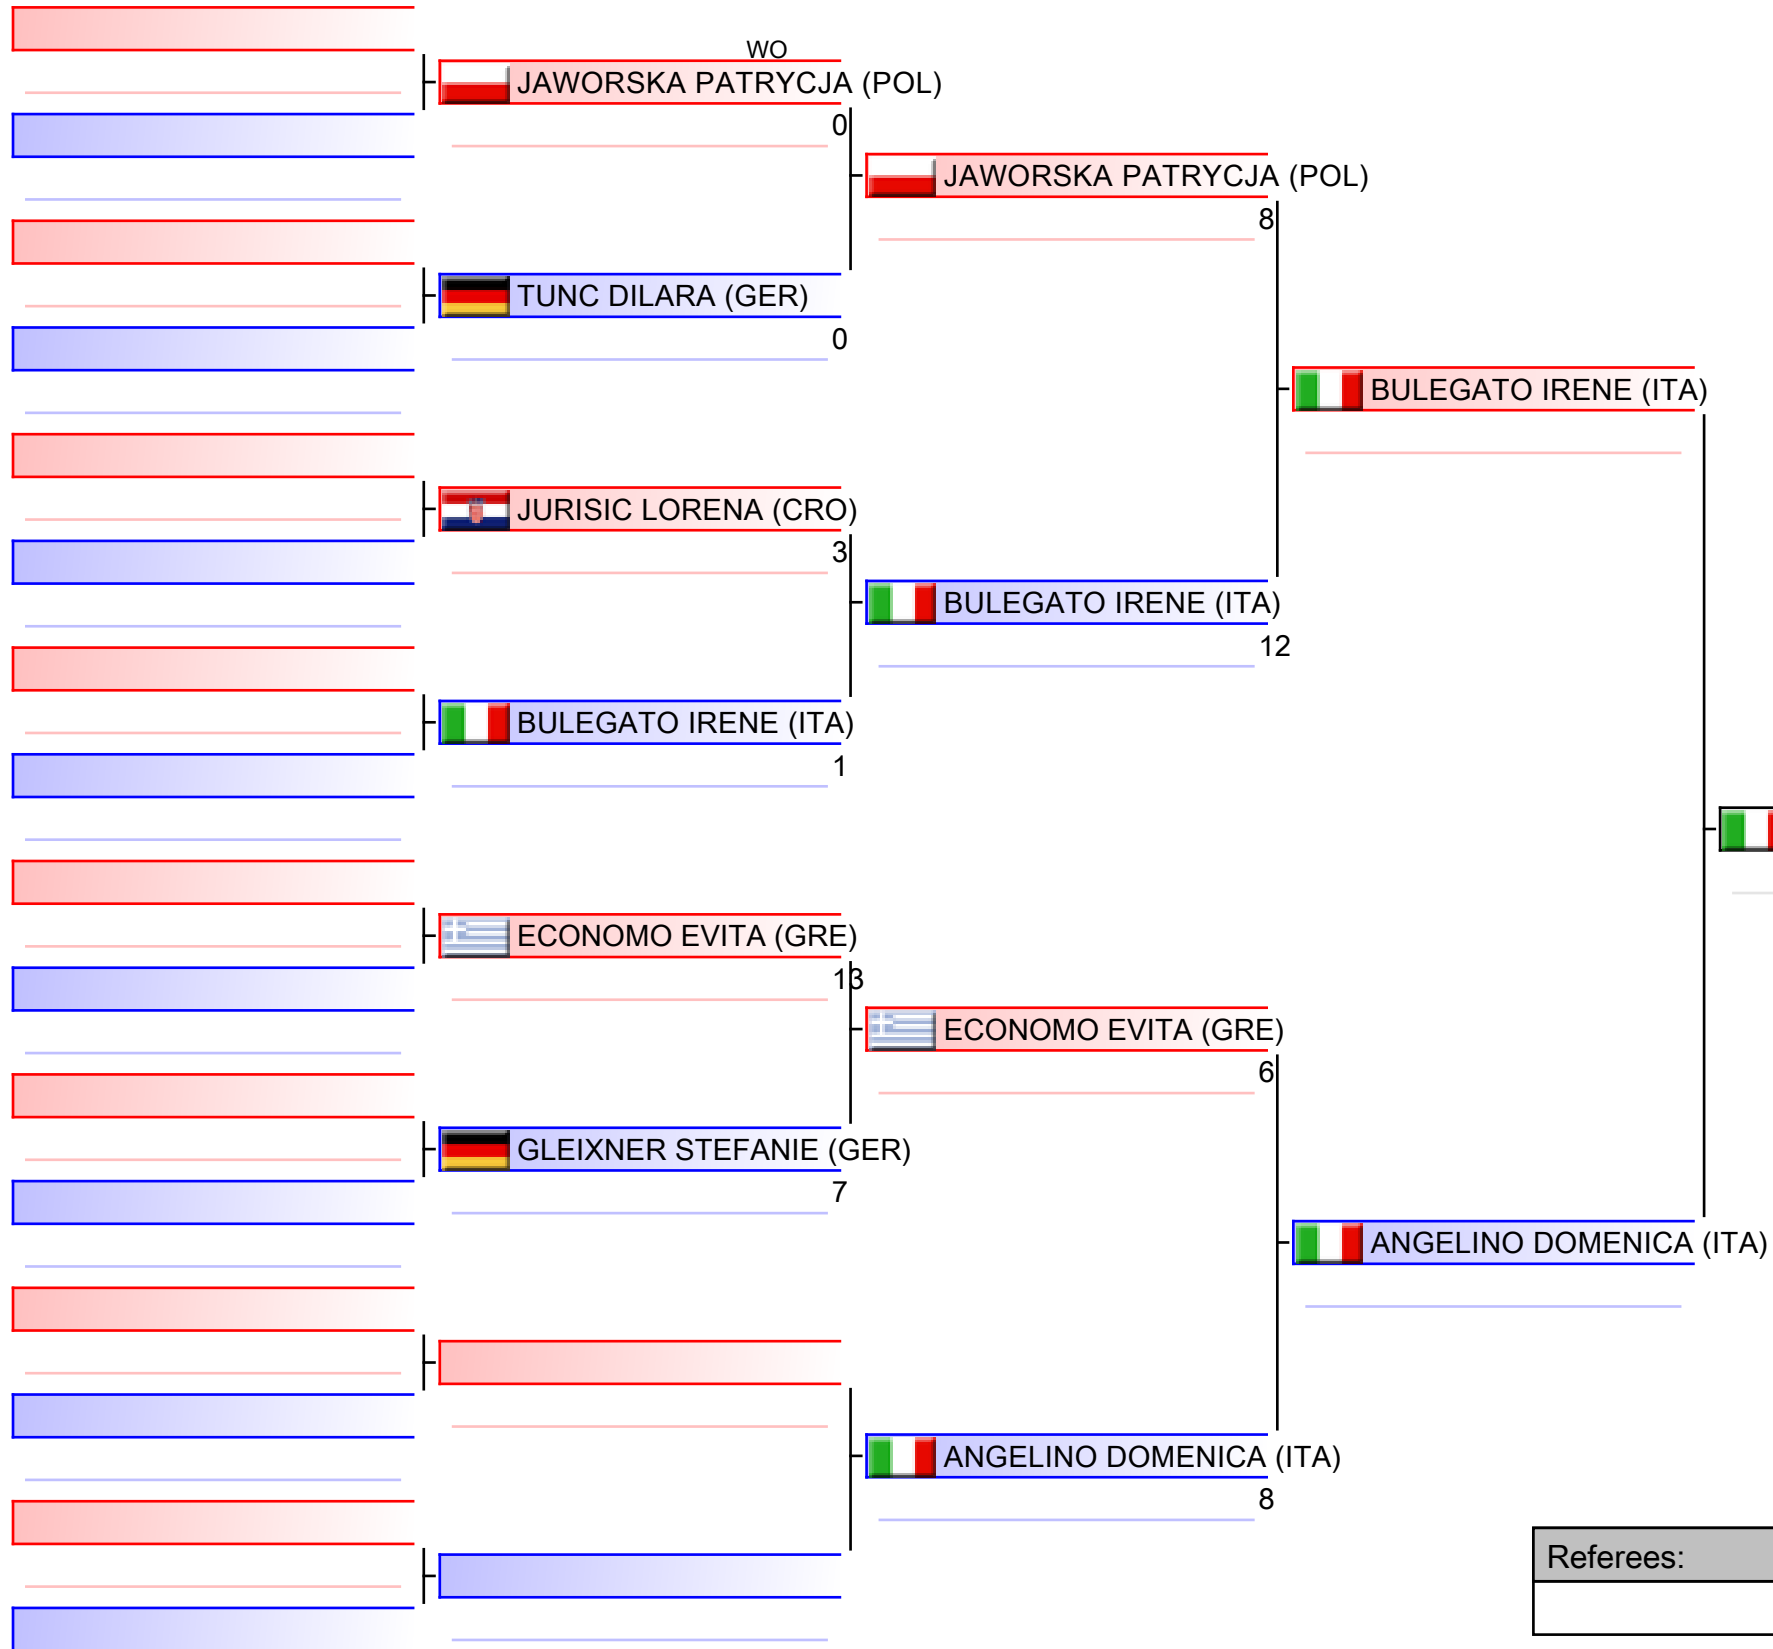 WO
JAWORSKA PATRYCJA (POL)
0
JAWORSKA PATRYCJA (POL)
8
TUNC DILARA (GER)
0
BULEGATO IRENE (ITA)
JURISIC LORENA (CRO)
3
BULEGATO IRENE (ITA)
12
BULEGATO IRENE (ITA)
1
ECONOMO EVITA (GRE)
13
ECONOMO EVITA (GRE)
6
GLEIXNER STEFANIE (GER)
7
ANGELINO DOMENICA (ITA)
ANGELINO DOMENICA (ITA)
8
Referees: